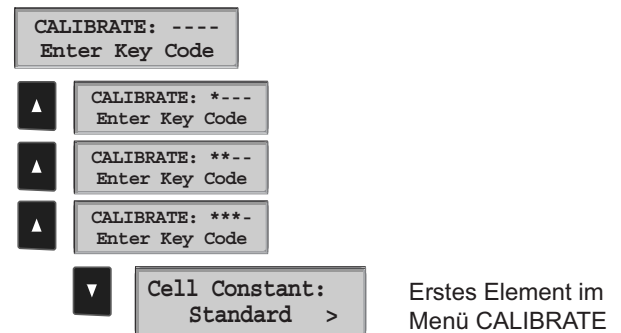 CALIBRATE: ----
Enter Key Code
CALIBRATE: *---
Enter Key Code
CALIBRATE: **--
Enter Key Code
CALIBRATE: ***-
Enter Key Code
Cell Constant:
Standard >
Erstes Element im
Menü CALIBRATE